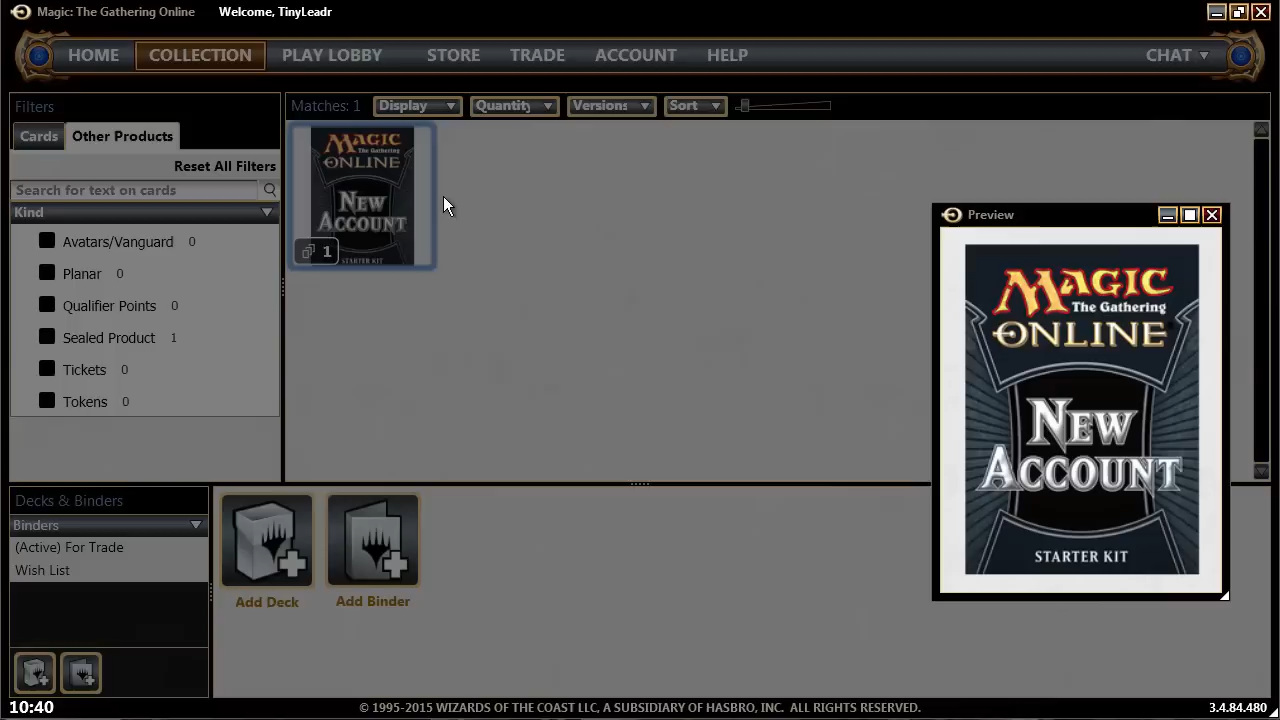 Magic: The Gathering Online Welcome, TinyLeadr
HOME COLLECTION PLAY LOBBY STORE TRADE ACCOUNT HELP CHAT
Filters
Matches: 1 Display Quantity Versions Sort
Cards Other Products
Reset All Filters
Search for text on cards
Kind
Avatars/Vanguard 0
Planar 0
Qualifier Points 0
Sealed Product 1
Tickets 0
Tokens 0
MAGIC
The Gathering
ONLINE
NEW
ACCOUNT
STARTER KIT
1
Preview
MAGIC
The Gathering
ONLINE
NEW
ACCOUNT
STARTER KIT
Decks & Binders
Binders
(Active) For Trade
Wish List
Add Deck Add Binder
10:40 © 1995-2015 WIZARDS OF THE COAST LLC, A SUBSIDIARY OF HASBRO, INC. ALL RIGHTS RESERVED. 3.4.84.480